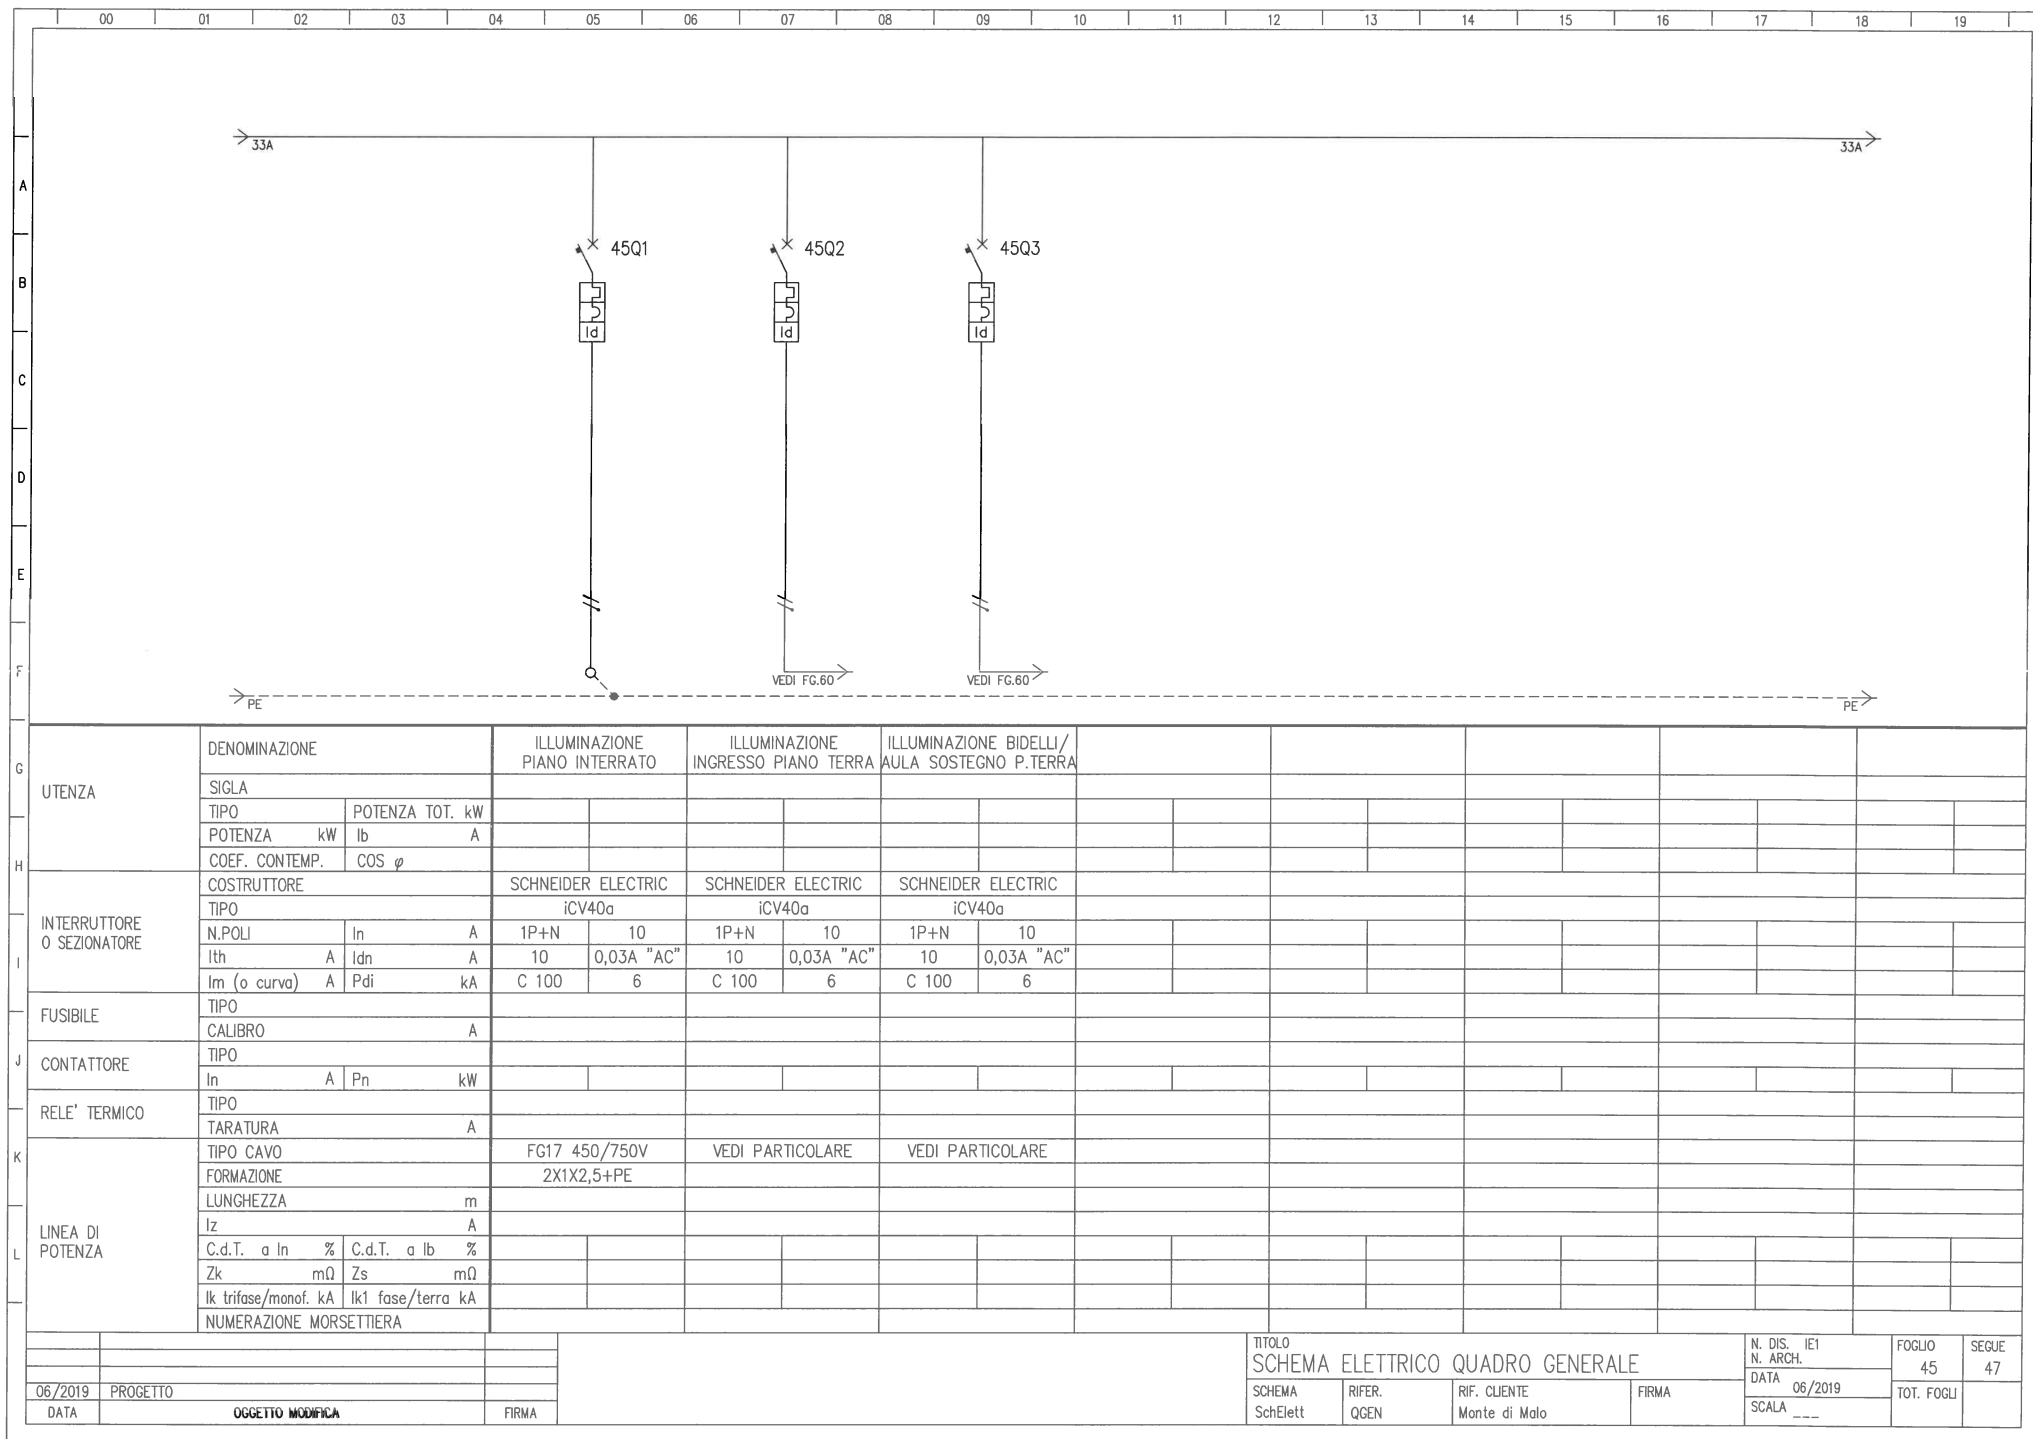 00 01 02 03 04 05 06 07 08 09 10 11 12 13 14 15 16 17 18 19
33A 33A
A
45Q1 45Q2 45Q3
B
Id Id Id
C
D
E
F
VEDI FG.60 VEDI FG.60
PE PE
G
UTENZA
DENOMINAZIONE
ILLUMINAZIONE
PIANO INTERRATO
ILLUMINAZIONE
INGRESSO PIANO TERRA
ILLUMINAZIONE BIDELLI/
AULA SOSTEGNO P.TERRA
SIGLA
TIPO POTENZA TOT. kW
POTENZA kW Ib A
H
COEF. CONTEMP. COS φ
INTERRUTTORE
O SEZIONATORE
COSTRUTTORE SCHNEIDER ELECTRIC SCHNEIDER ELECTRIC SCHNEIDER ELECTRIC
TIPO iCV40a iCV40a iCV40a
N.POLI In A 1P+N 10 1P+N 10 1P+N 10
I
Ith A Idn A 10 0,03A "AC" 10 0,03A "AC" 10 0,03A "AC"
Im (o curva) A Pdi kA C 100 6 C 100 6 C 100 6
FUSIBILE
TIPO
CALIBRO A
J
CONTATTORE
TIPO
In A Pn kW
RELE' TERMICO
TIPO
TARATURA A
K
LINEA DI
POTENZA
TIPO CAVO FG17 450/750V VEDI PARTICOLARE VEDI PARTICOLARE
FORMAZIONE 2X1X2,5+PE
LUNGHEZZA m
Iz A
L
C.d.T. a In % C.d.T. a Ib %
Zk mΩ Zs mΩ
Ik trifase/monof. kA Ik1 fase/terra kA
NUMERAZIONE MORSETTIERA
06/2019 PROGETTO
DATA OGGETTO MODIFICA FIRMA
TITOLO
SCHEMA ELETTRICO QUADRO GENERALE
SCHEMA
SchElett
RIFER.
QGEN
RIF. CLIENTE
Monte di Malo
FIRMA
N. DIS. IE1
N. ARCH.
DATA
06/2019
SCALA
---
FOGLIO
45
SEGUE
47
TOT. FOGLI